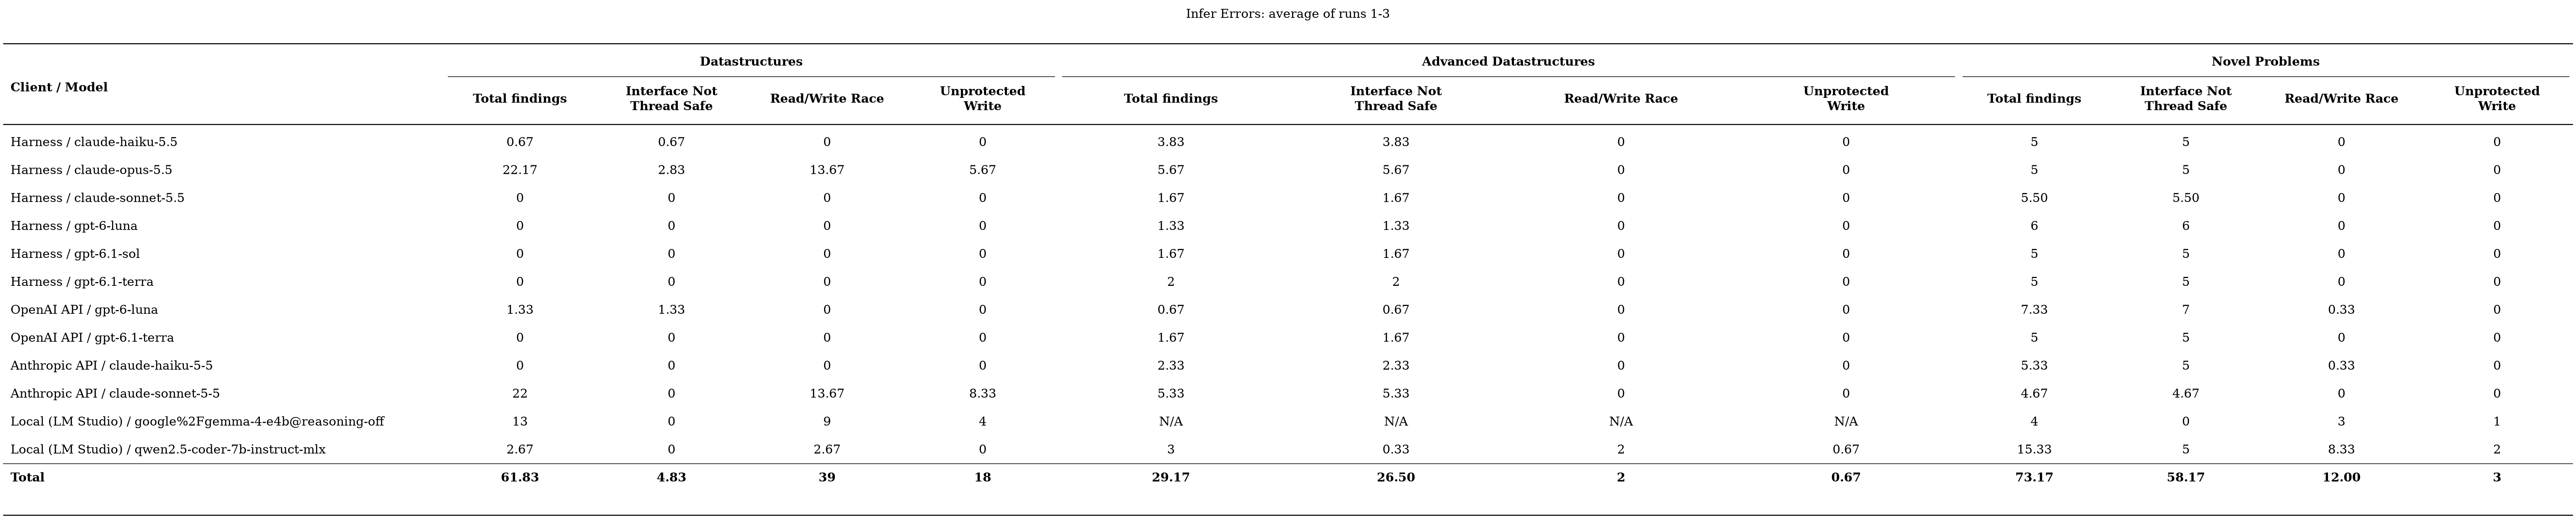 Infer Errors: average of runs 1-3
Datastructures Advanced Datastructures Novel Problems
Client / Model Total findings Interface Not Thread Safe Read/Write Race Unprotected Write Total findings Interface Not Thread Safe Read/Write Race Unprotected Write Total findings Interface Not Thread Safe Read/Write Race Unprotected Write
Harness / claude-haiku-5.5 0.67 0.67 0 0 3.83 3.83 0 0 5 5 0 0
Harness / claude-opus-5.5 22.17 2.83 13.67 5.67 5.67 5.67 0 0 5 5 0 0
Harness / claude-sonnet-5.5 0 0 0 0 1.67 1.67 0 0 5.50 5.50 0 0
Harness / gpt-6-luna 0 0 0 0 1.33 1.33 0 0 6 6 0 0
Harness / gpt-6.1-sol 0 0 0 0 1.67 1.67 0 0 5 5 0 0
Harness / gpt-6.1-terra 0 0 0 0 2 2 0 0 5 5 0 0
OpenAI API / gpt-6-luna 1.33 1.33 0 0 0.67 0.67 0 0 7.33 7 0.33 0
OpenAI API / gpt-6.1-terra 0 0 0 0 1.67 1.67 0 0 5 5 0 0
Anthropic API / claude-haiku-5-5 0 0 0 0 2.33 2.33 0 0 5.33 5 0.33 0
Anthropic API / claude-sonnet-5-5 22 0 13.67 8.33 5.33 5.33 0 0 4.67 4.67 0 0
Local (LM Studio) / google%2Fgemma-4-e4b@reasoning-off 13 0 9 4 N/A N/A N/A N/A 4 0 3 1
Local (LM Studio) / qwen2.5-coder-7b-instruct-mlx 2.67 0 2.67 0 3 0.33 2 0.67 15.33 5 8.33 2
Total 61.83 4.83 39 18 29.17 26.50 2 0.67 73.17 58.17 12.00 3